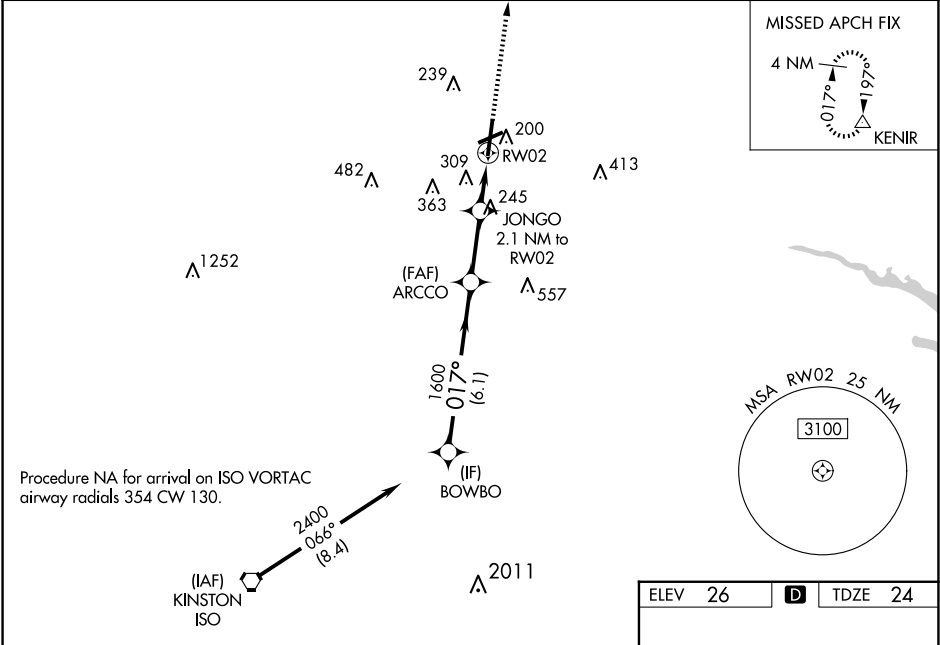 MISSED APCH FIX
4 NM
017°
197°
KENIR
239
200
RW02
309
482
413
363
245
JONGO
2.1 NM to
RW02
1252
(FAF)
ARCCO
557
1600
017°
(6.1)
MSA RW02 25 NM
3100
(IF)
BOWBO
Procedure NA for arrival on ISO VORTAC
airway radials 354 CW 130.
2400
066°
(8.4)
(IAF)
KINSTON
ISO
2011
ELEV 26 D TDZE 24